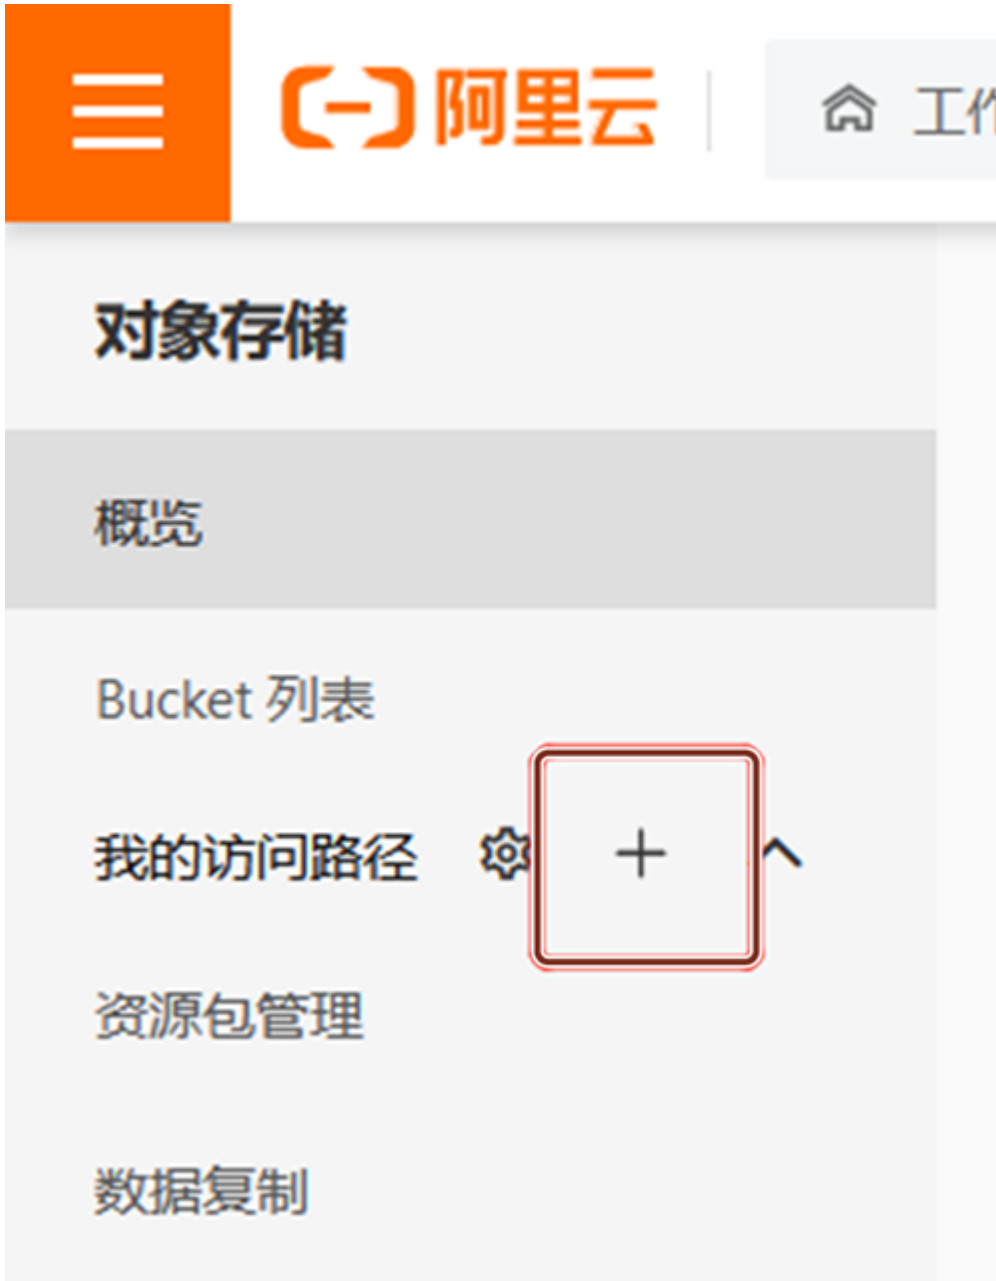 阿里云
工作
对象存储
概览
Bucket 列表
我的访问路径
资源包管理
数据复制